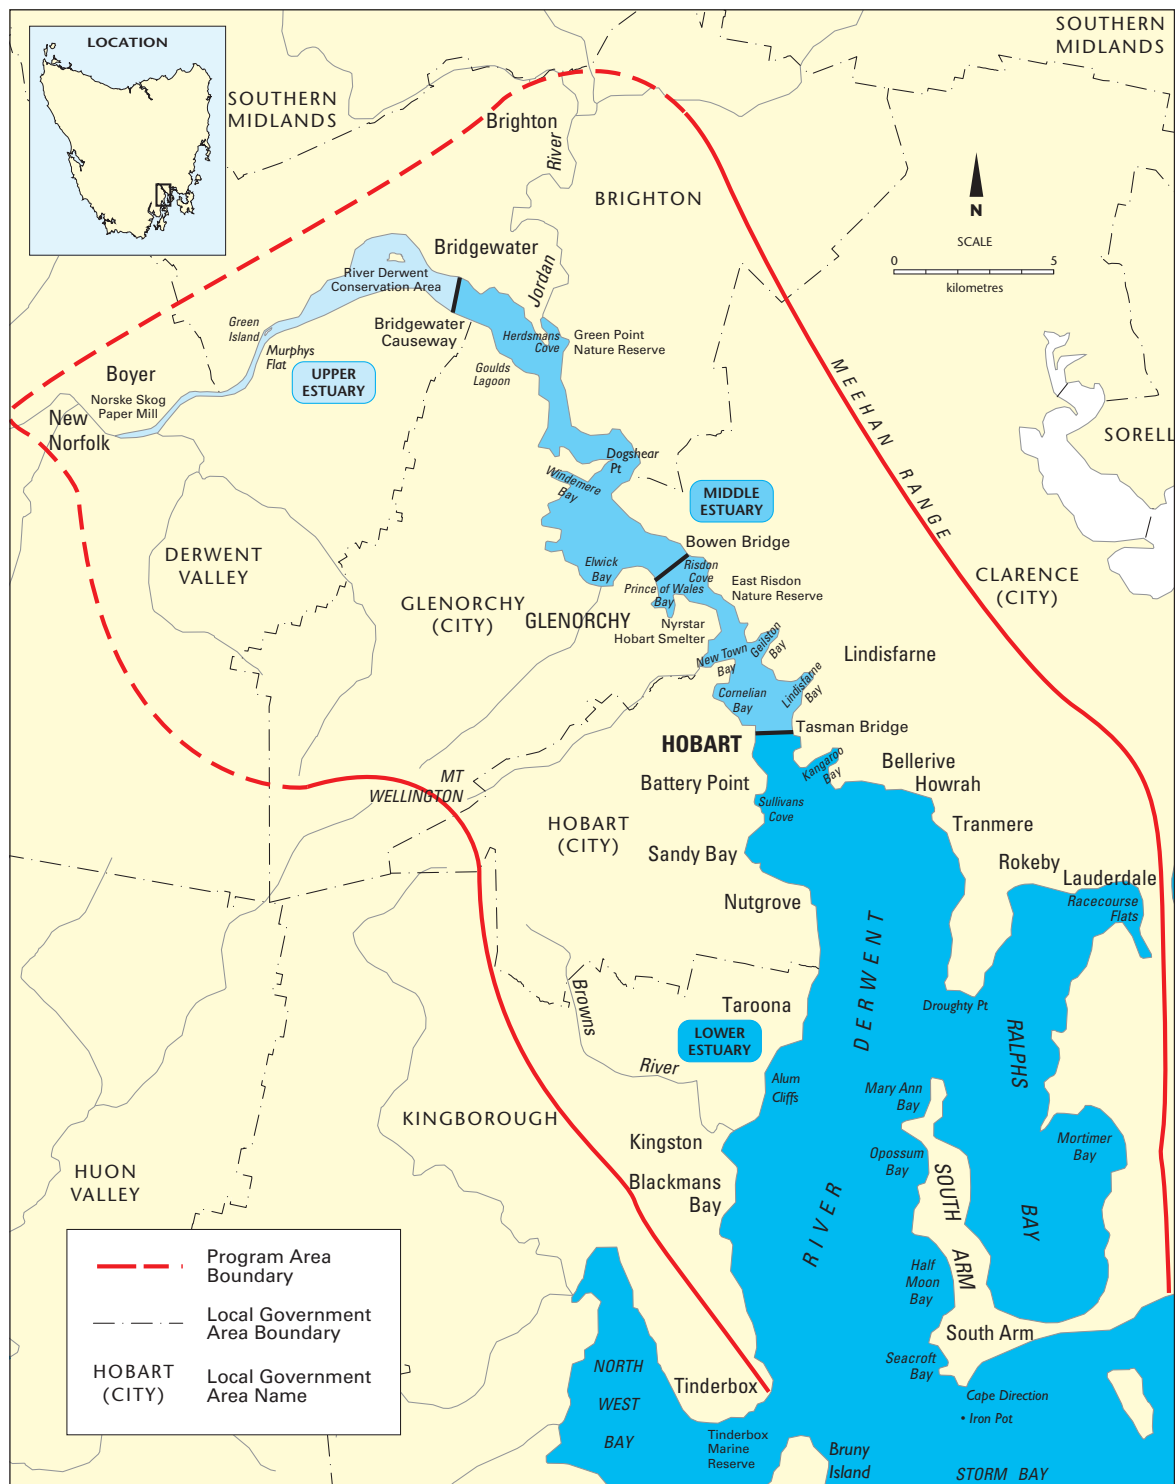 LOCATION
SOUTHERN
MIDLANDS
SOUTHERN
MIDLANDS
Brighton
River
BRIGHTON
N
SCALE
0
5
kilometres
Bridgewater
River Derwent
Conservation Area
Jordan
Green
Island
Bridgewater
Causeway
Herdsmans
Cove
Green Point
Nature Reserve
Murphys
Flat
Goulds
Lagoon
UPPER
ESTUARY
Boyer
Norske Skog
Paper Mill
New
Norfolk
MEEHAN RANGE
SORELL
Dogshear
Pt
Windemere
Bay
MIDDLE
ESTUARY
Bowen Bridge
DERWENT
VALLEY
Elwick
Bay
Risdon
Cove
Prince of Wales
Bay
East Risdon
Nature Reserve
CLARENCE
(CITY)
GLENORCHY
(CITY)
GLENORCHY
Nyrstar
Hobart Smelter
New Town
Bay
Geilston
Bay
Lindisfarne
Cornelian
Bay
Lindisfarne
Bay
Tasman Bridge
HOBART
MT
WELLINGTON
Battery Point
Kangaroo
Bay
Bellerive
Howrah
Sullivans
Cove
HOBART
(CITY)
Tranmere
Sandy Bay
Rokeby
Lauderdale
Racecourse
Flats
Nutgrove
RIVER DERWENT
Browns
River
Taroona
Droughty Pt
LOWER
ESTUARY
RALPHS
BAY
Alum
Cliffs
Mary Ann
Bay
KINGBOROUGH
Kingston
Mortimer
Bay
Opossum
Bay
HUON
VALLEY
Blackmans
Bay
SOUTH
ARM
Half
Moon
Bay
South Arm
Seacroft
Bay
Cape Direction
Iron Pot
NORTH
WEST
BAY
Tinderbox
Tinderbox
Marine
Reserve
Bruny
Island
STORM BAY
Program Area
Boundary
Local Government
Area Boundary
HOBART
(CITY)
Local Government
Area Name